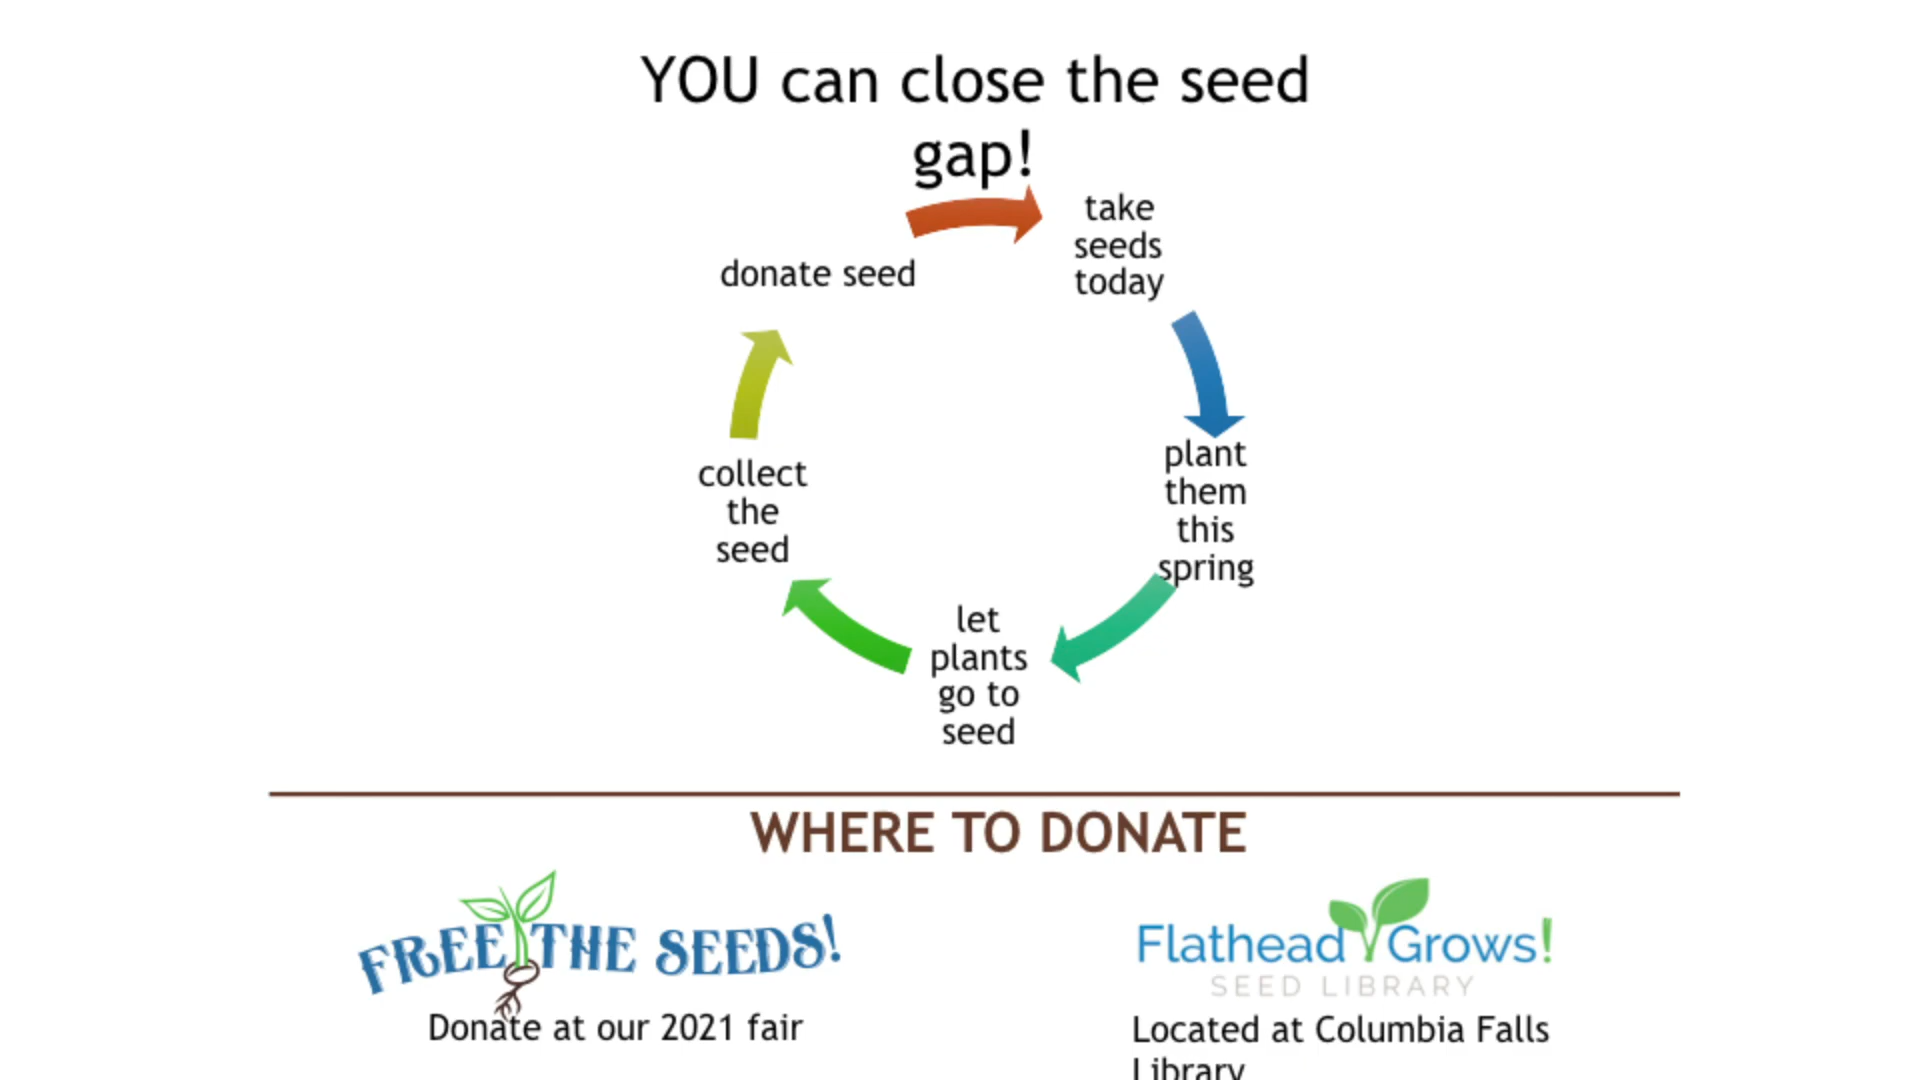 YOU can close the seed
gap!
take
seeds
today
plant
them
this
spring
let
plants
go to
seed
collect
the
seed
donate seed
WHERE TO DONATE
FREE THE SEEDS!
Donate at our 2021 fair
Flathead Grows!
SEED LIBRARY
Located at Columbia Falls
Library